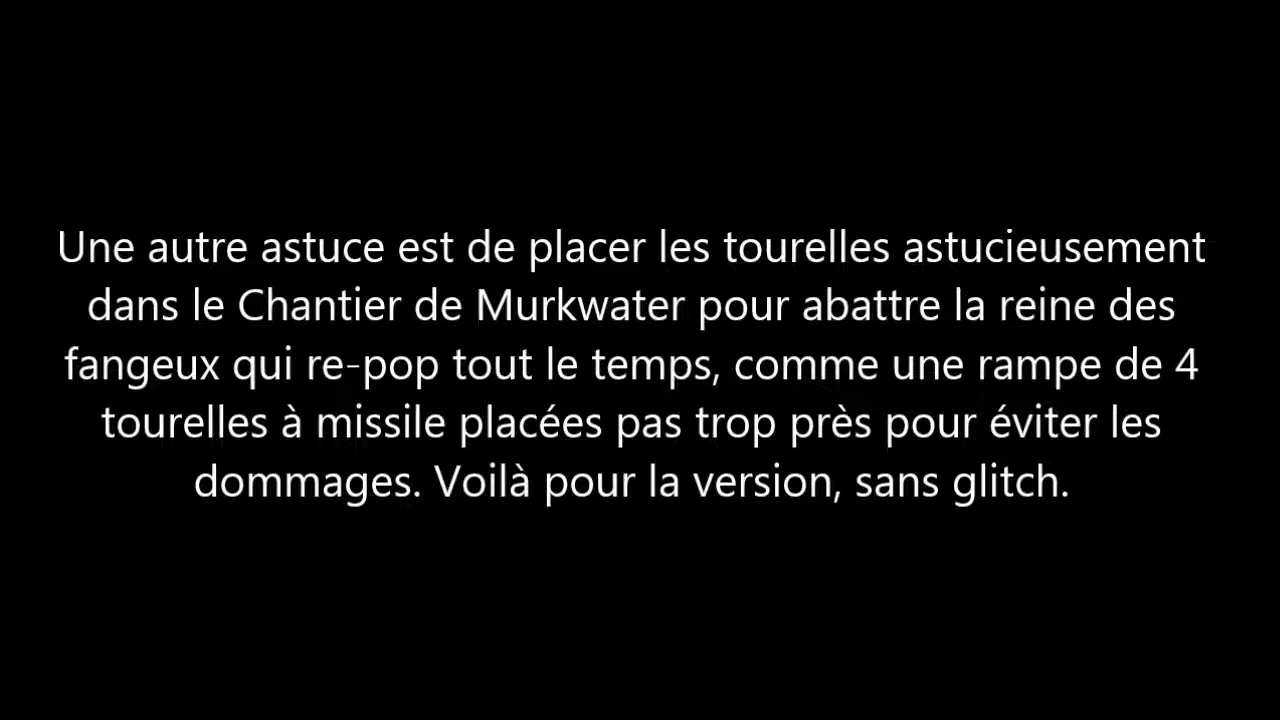 Une autre astuce est de placer les tourelles astucieusement
dans le Chantier de Murkwater pour abattre la reine des
fangeux qui re-pop tout le temps, comme une rampe de 4
tourelles à missile placées pas trop près pour éviter les
dommages. Voilà pour la version, sans glitch.